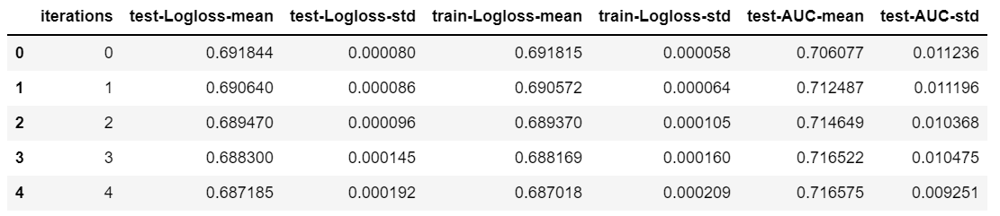 iterations test-Logloss-mean test-Logloss-std train-Logloss-mean train-Logloss-std test-AUC-mean test-AUC-std
0 0 0.691844 0.000080 0.691815 0.000058 0.706077 0.011236
1 1 0.690640 0.000086 0.690572 0.000064 0.712487 0.011196
2 2 0.689470 0.000096 0.689370 0.000105 0.714649 0.010368
3 3 0.688300 0.000145 0.688169 0.000160 0.716522 0.010475
4 4 0.687185 0.000192 0.687018 0.000209 0.716575 0.009251